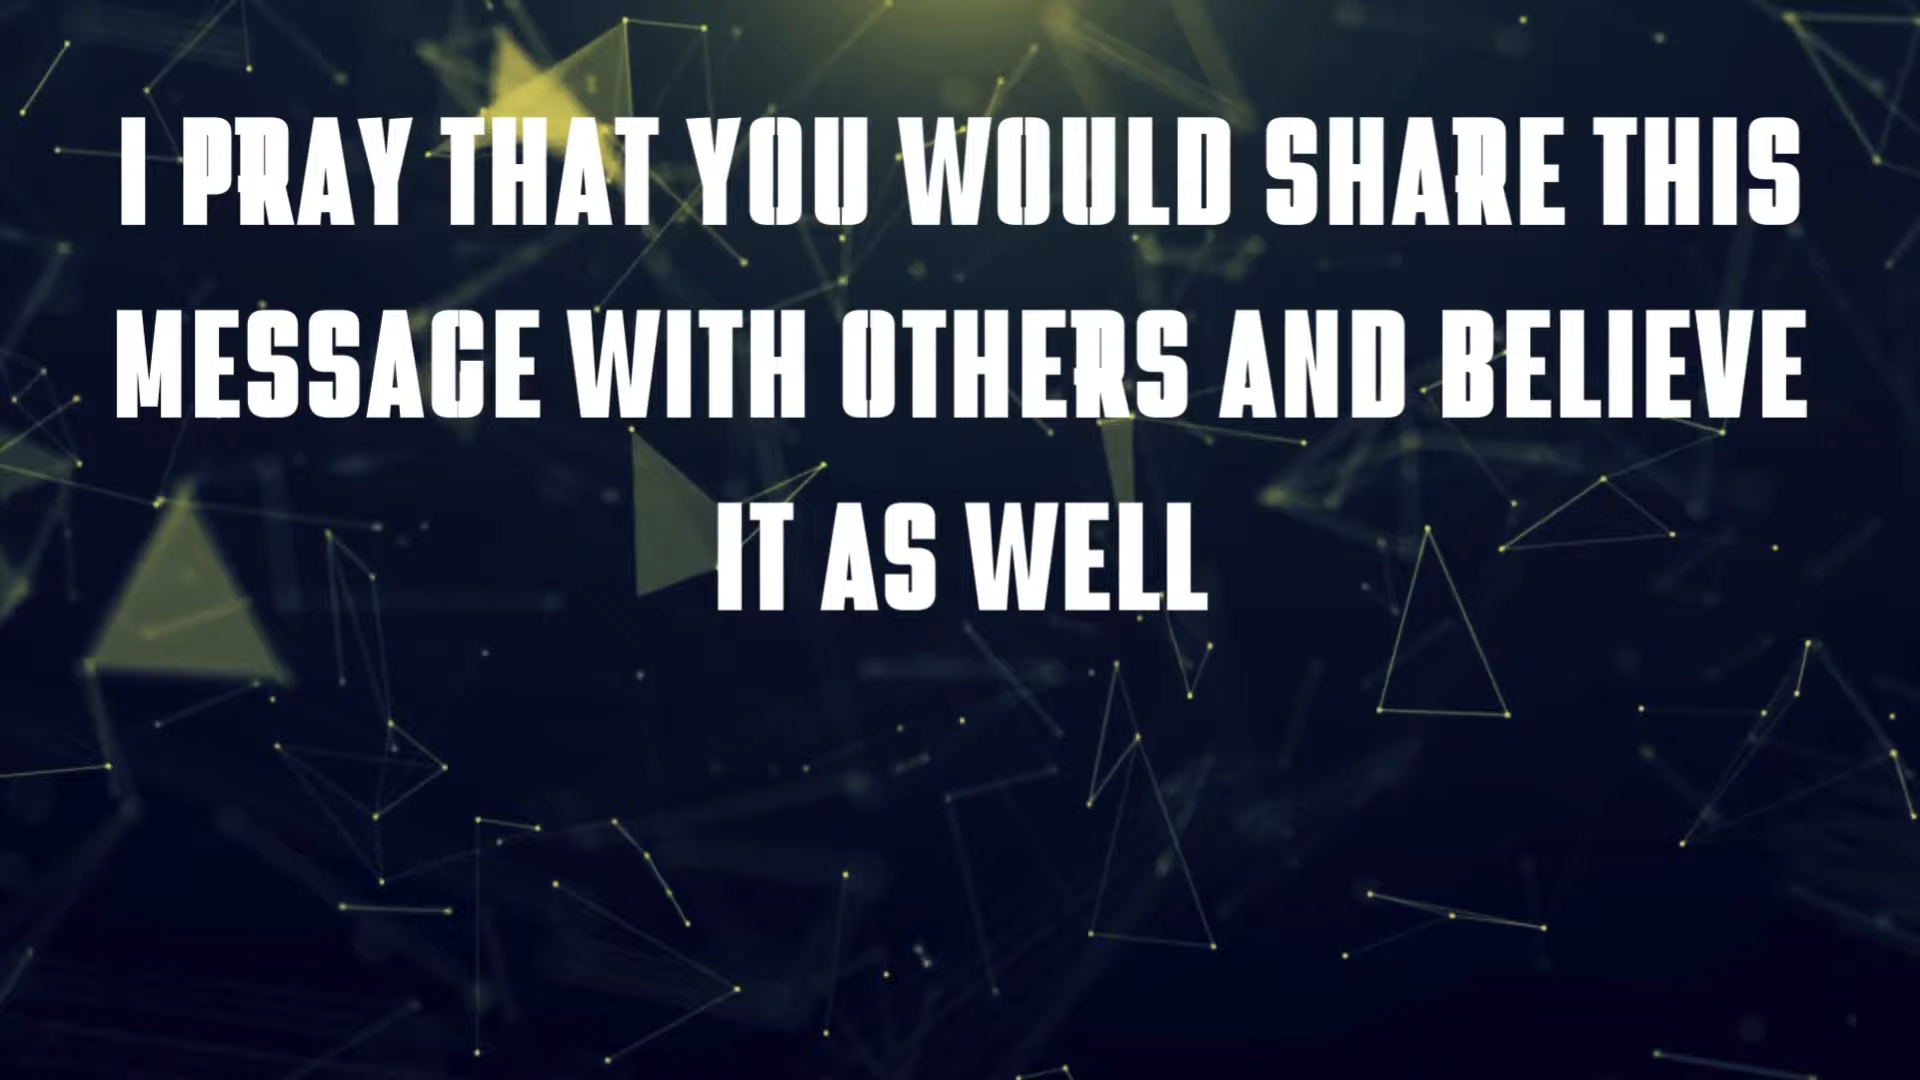 I PRAY THAT YOU WOULD SHARE THIS
MESSAGE WITH OTHERS AND BELIEVE
IT AS WELL